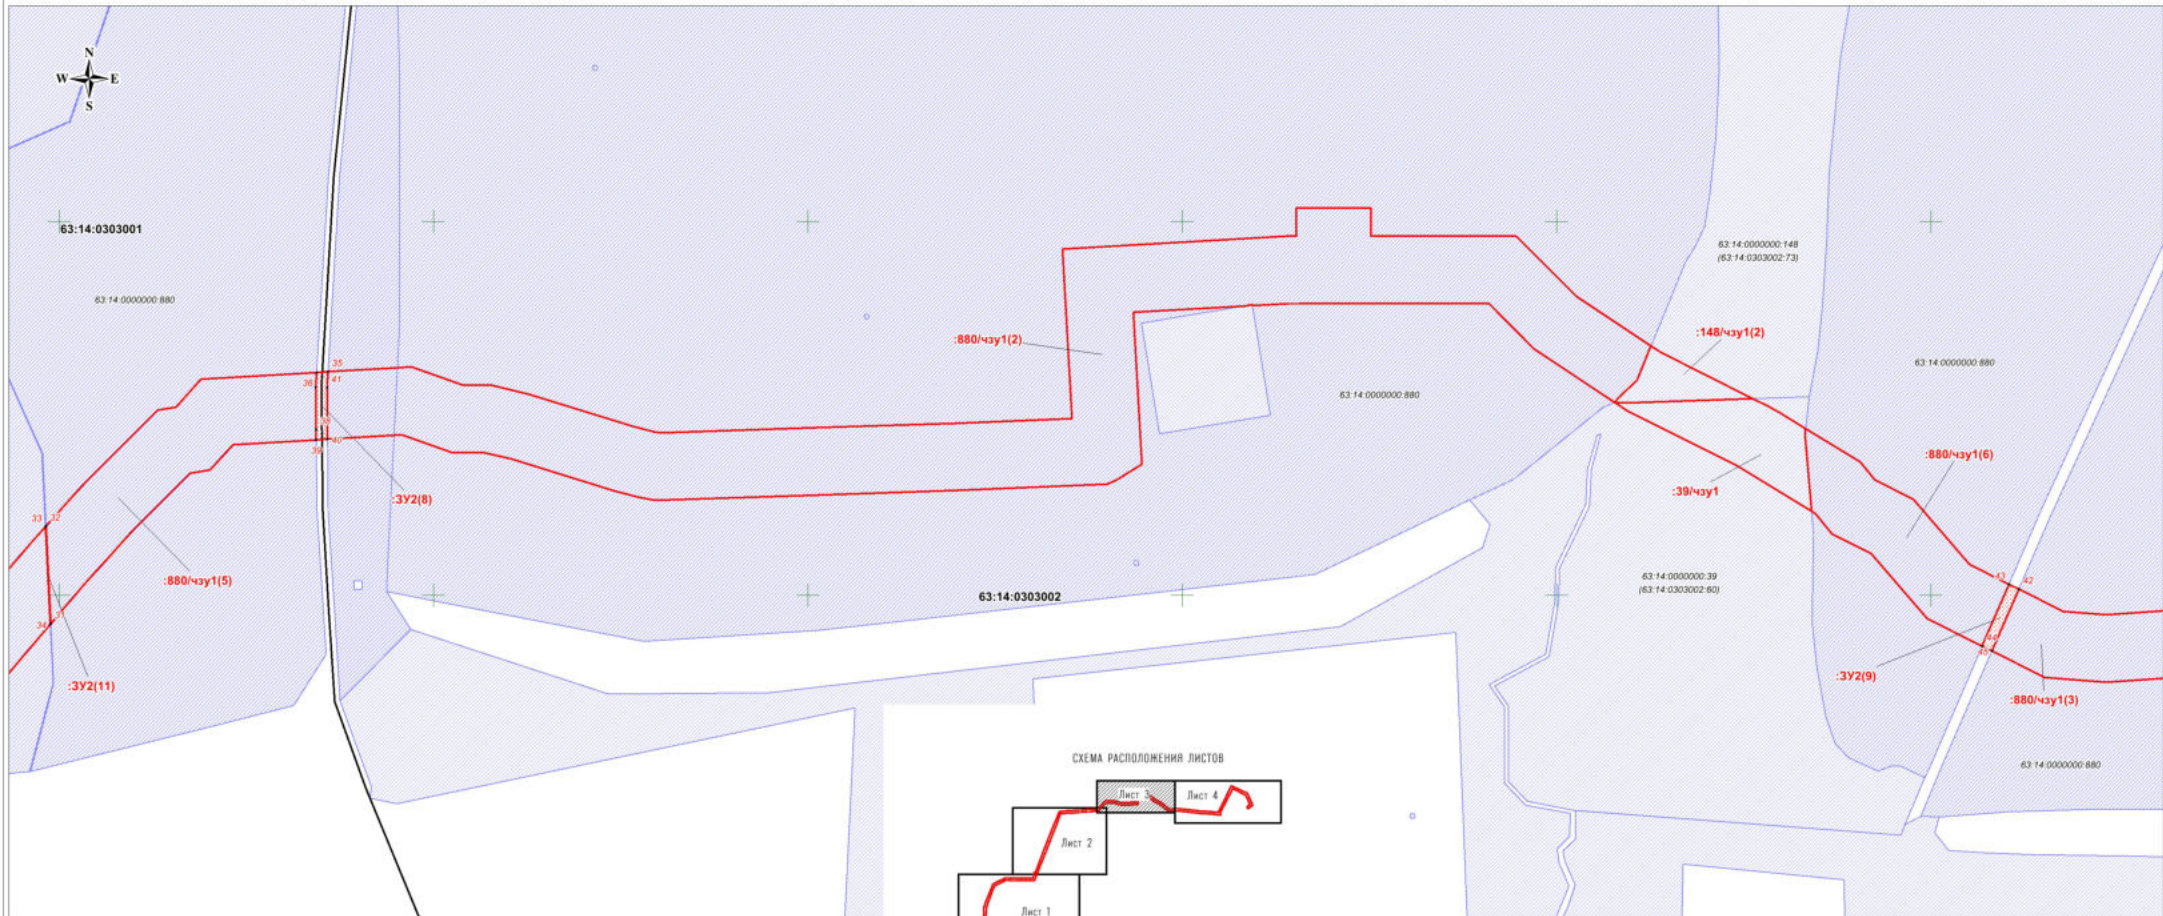 N
W E
S
63:14:0303001
63:14:0000000:148
(63:14:0303002:73)
63:14:0000000:880
:148/чзу1(2)
:880/чзу1(2)
35
36
41
63:14:0000000:880
63:14:0000000:880
38
40
39
:880/чзу1(6)
:39/чзу1
:ЗУ2(8)
33
32
:880/чзу1(5)
63:14:0000000:39
(63:14:0303002:60)
43
42
63:14:0303002
34
44
45
:ЗУ2(9)
:ЗУ2(11)
:880/чзу1(3)
СХЕМА РАСПОЛОЖЕНИЯ ЛИСТОВ
63:14:0000000:880
Лист 3
Лист 4
Лист 2
Лист 1